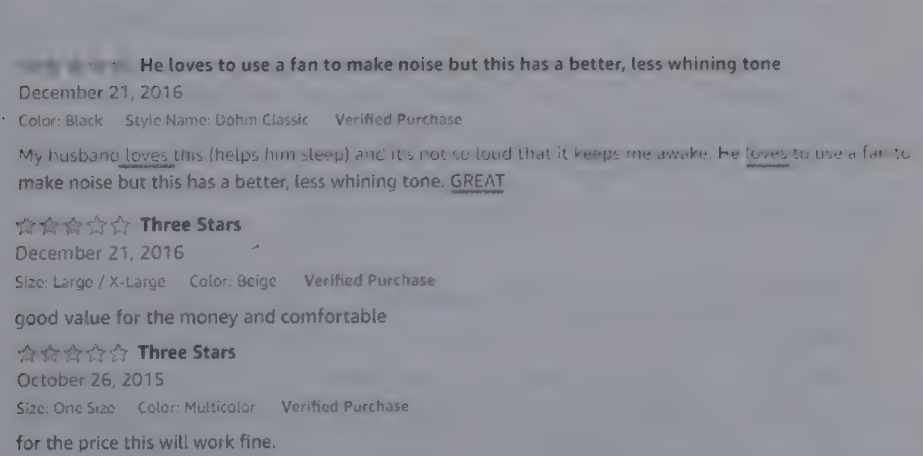 He loves to use a fan to make noise but this has a better, less whining tone
December 21, 2016
Color: Black Style Name: Dohm Classic Verified Purchase
My husband loves this (helps him sleep) and it's not so loud that it keeps me awake. He loves to use a fan to
make noise but this has a better, less whining tone. GREAT
Three Stars
December 21, 2016
Size: Large / X-Large Color: Beige Verified Purchase
good value for the money and comfortable
Three Stars
October 26, 2015
Size: One Size Color: Multicolor Verified Purchase
for the price this will work fine.